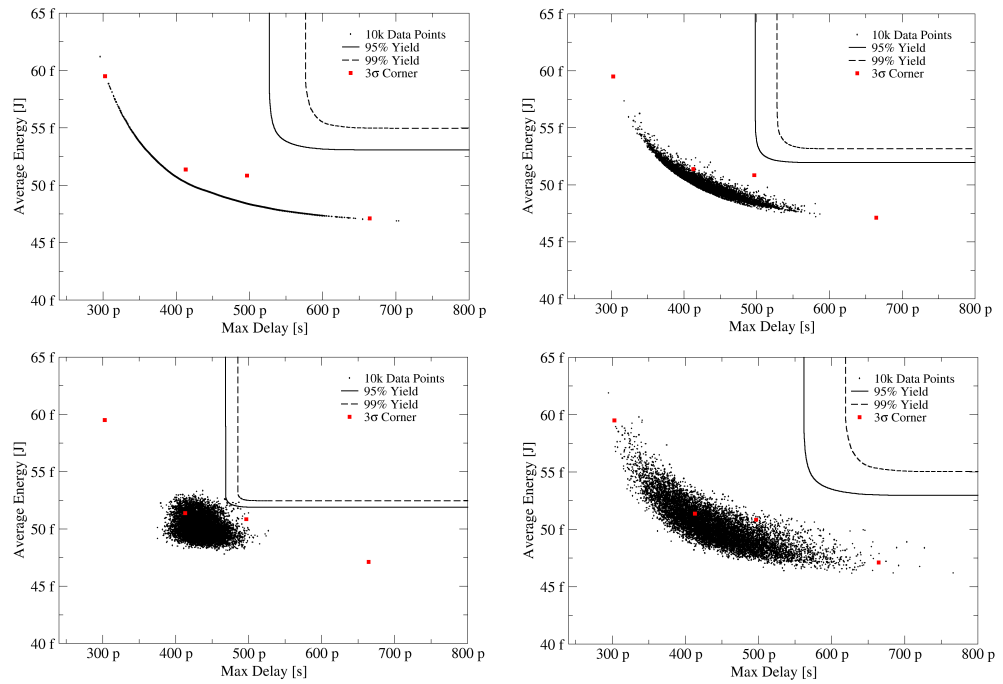 65 f
60 f
55 f
50 f
45 f
40 f
Average Energy [J]
10k Data Points
95% Yield
99% Yield
3σ Corner
300 p 400 p 500 p 600 p 700 p 800 p
Max Delay [s]
65 f
60 f
55 f
50 f
45 f
40 f
Average Energy [J]
10k Data Points
95% Yield
99% Yield
3σ Corner
300 p 400 p 500 p 600 p 700 p 800 p
Max Delay [s]
65 f
60 f
55 f
50 f
45 f
40 f
Average Energy [J]
10k Data Points
95% Yield
99% Yield
3σ Corner
300 p 400 p 500 p 600 p 700 p 800 p
Max Delay [s]
65 f
60 f
55 f
50 f
45 f
40 f
Average Energy [J]
10k Data Points
95% Yield
99% Yield
3σ Corner
300 p 400 p 500 p 600 p 700 p 800 p
Max Delay [s]